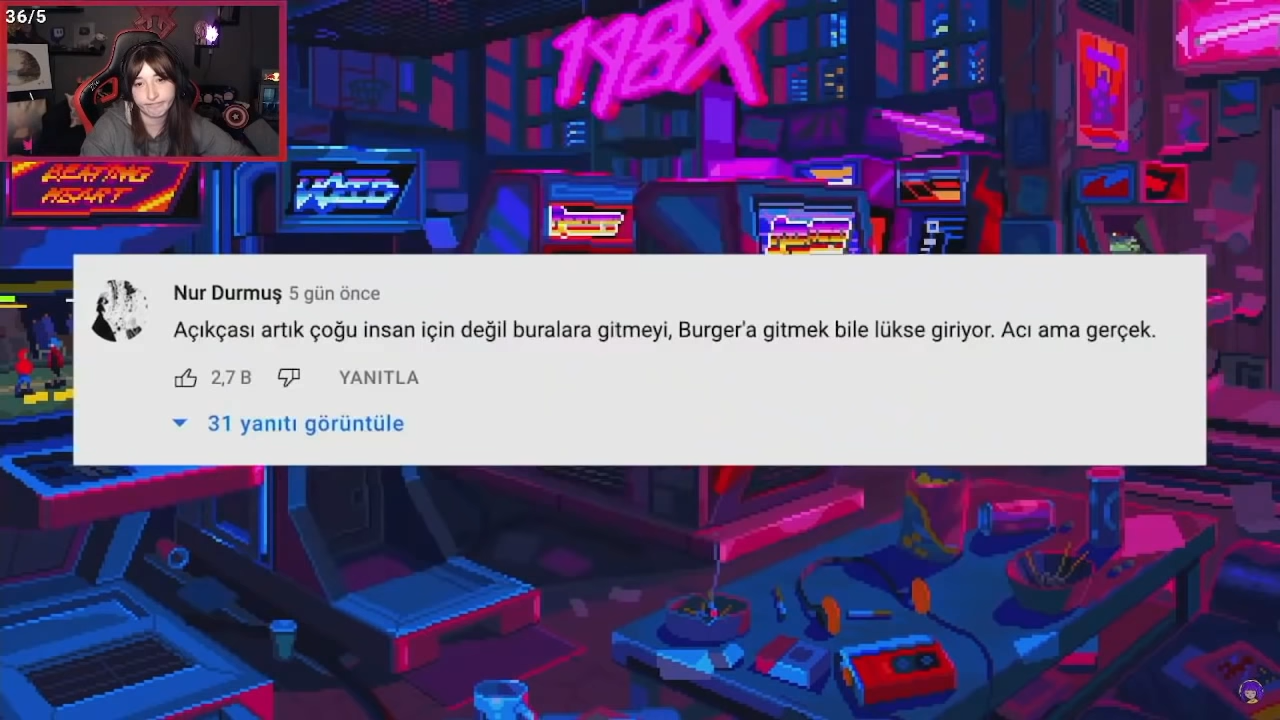 36/5
198X
BEATING
HEART
Nur Durmuş 5 gün önce
Açıkçası artık çoğu insan için değil buralara gitmeyi, Burger'a gitmek bile lükse giriyor. Acı ama gerçek.
2,7 B YANITLA
31 yanıtı görüntüle